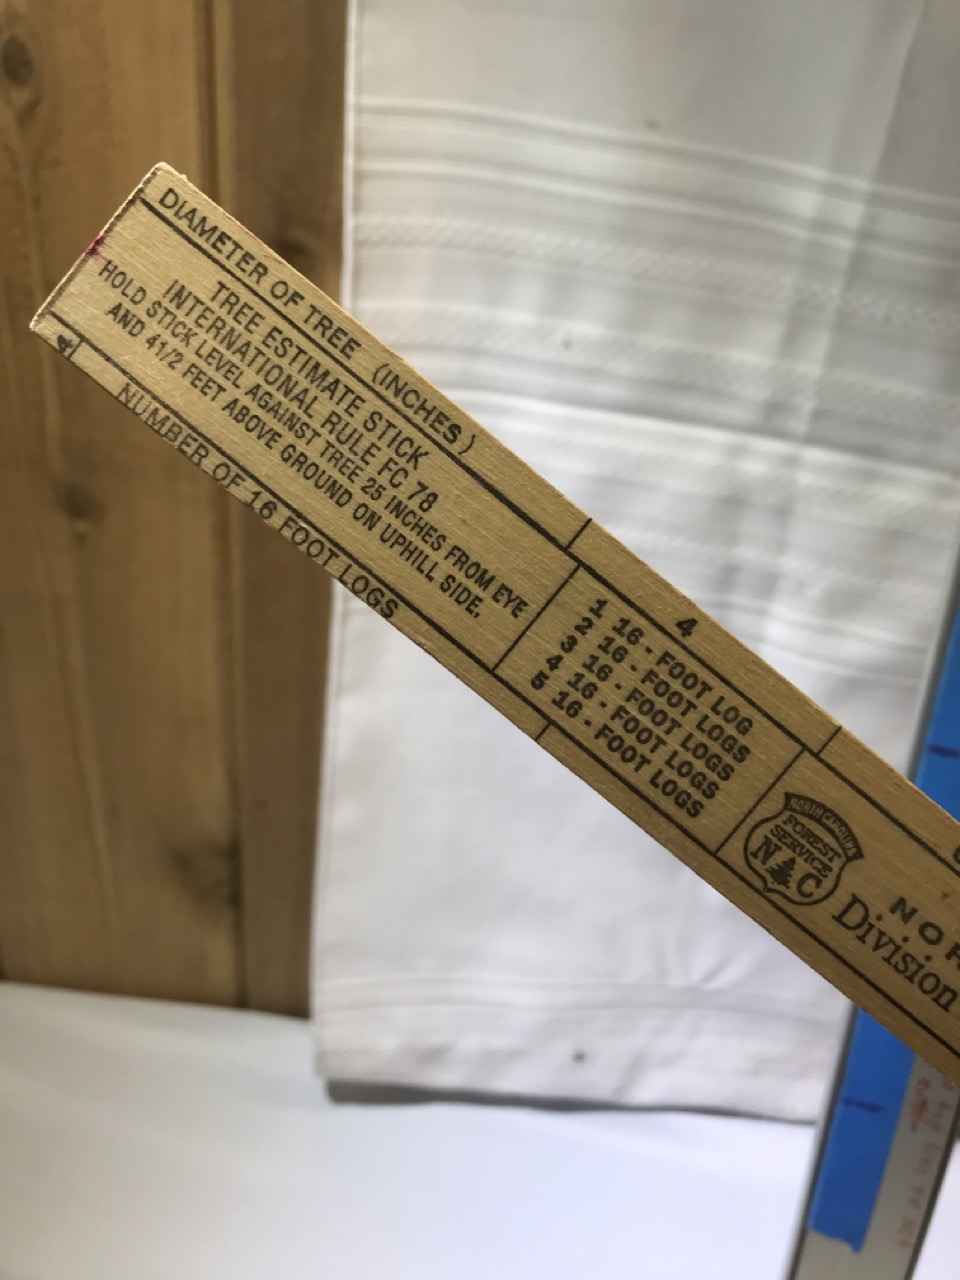 DIAMETER OF TREE (INCHES)
TREE ESTIMATE STICK
INTERNATIONAL RULE FC 78
HOLD STICK LEVEL AGAINST TREE 25 INCHES FROM EYE
AND 41/2 FEET ABOVE GROUND ON UPHILL SIDE.
NUMBER OF 16 FOOT LOGS
4
1 16 - FOOT LOG
2 16 - FOOT LOGS
3 16 - FOOT LOGS
4 16 - FOOT LOGS
5 16 - FOOT LOGS
NORTH CAROLINA
FOREST
SERVICE
N C
NOR
Division